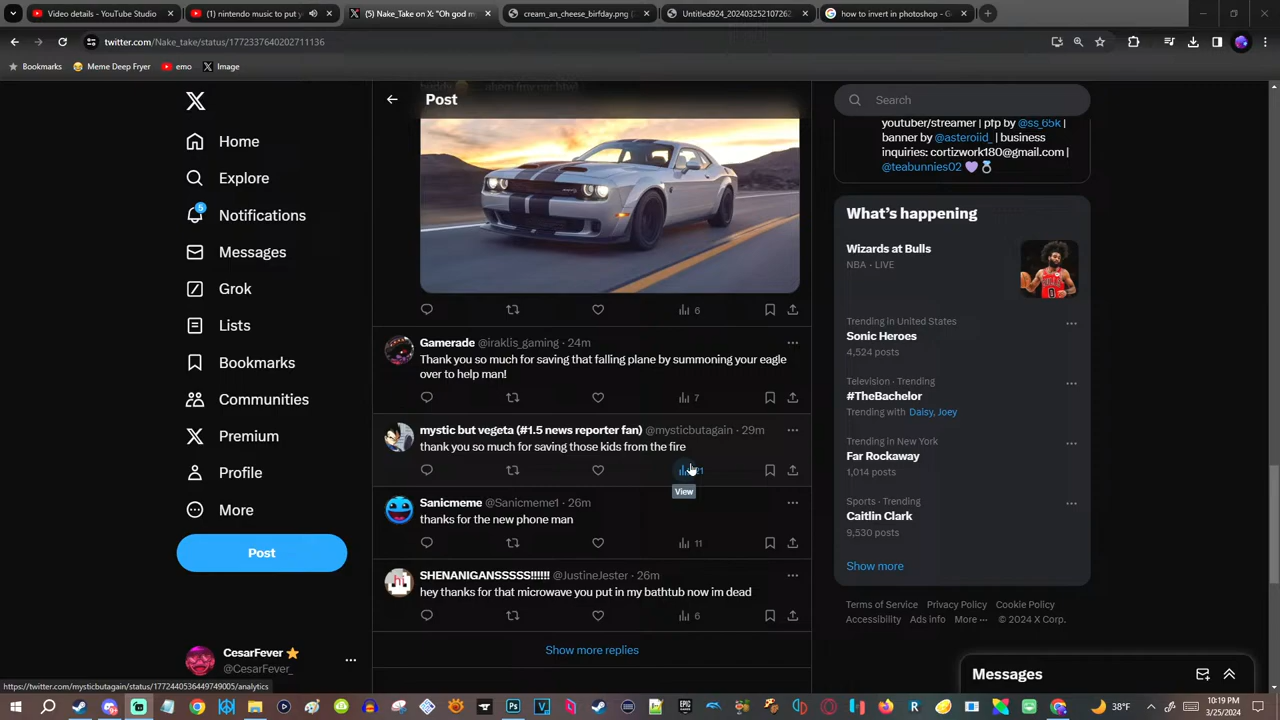 Video details - YouTube Studio
(1) nintendo music to put y
(5) Nake_Take on X: "Oh god m
cream_an_cheese_birfday.png (
Untitled924_20240325210726
how to invert in photoshop - G
twitter.com/Nake_take/status/1772337640202711136
Bookmarks
Meme Deep Fryer
emo
Image
Home
Explore
5
Notifications
Messages
Grok
Lists
Bookmarks
Communities
Premium
Profile
More
Post
CesarFever
@CesarFever_
Post
6
Gamerade @iraklis_gaming · 24m
Thank you so much for saving that falling plane by summoning your eagle
over to help man!
7
mystic but vegeta (#1.5 news reporter fan) @mysticbutagain · 29m
thank you so much for saving those kids from the fire
View
Sanicmeme @Sanicmeme1 · 26m
thanks for the new phone man
11
SHENANIGANSSSSS!!!!!! @JustineJester · 26m
hey thanks for that microwave you put in my bathtub now im dead
6
Show more replies
Search
youtuber/streamer | pfp by @ss_65k |
banner by @asteroiid_ | business
inquiries: cortizwork180@gmail.com |
@teabunnies02
What's happening
Wizards at Bulls
NBA · LIVE
Trending in United States
Sonic Heroes
4,524 posts
Television · Trending
#TheBachelor
Trending with Daisy, Joey
Trending in New York
Far Rockaway
1,014 posts
Sports · Trending
Caitlin Clark
9,530 posts
Show more
Terms of Service Privacy Policy Cookie Policy
Accessibility Ads info More ··· © 2024 X Corp.
Messages
https://twitter.com/mysticbutagain/status/1772440536449749005/analytics
38°F
10:19 PM
3/25/2024